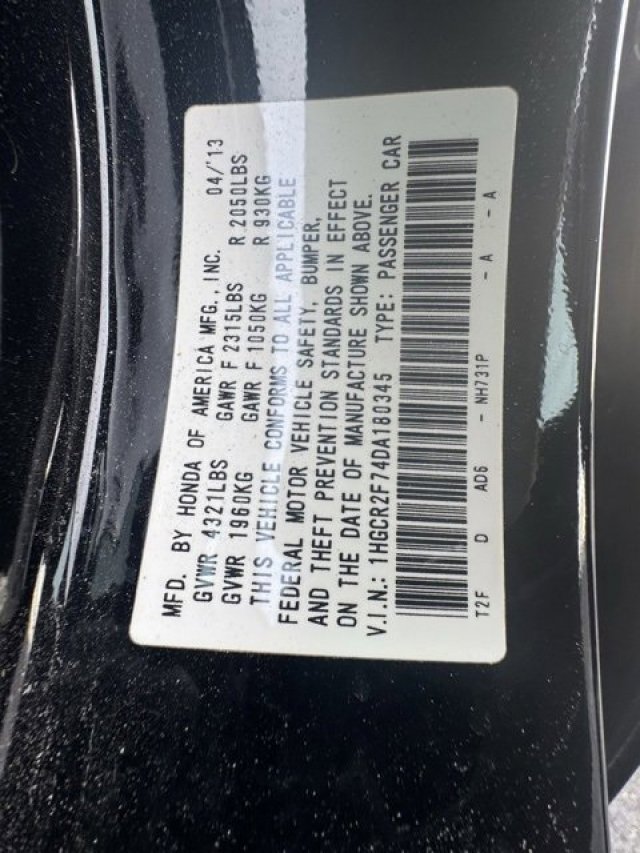 MFD. BY HONDA OF AMERICA MFG., INC. 04/'13
GVWR 4321LBS GAWR F 2315LBS R 2050LBS
GVWR 1960KG GAWR F 1050KG R 930KG
THIS VEHICLE CONFORMS TO ALL APPLICABLE
FEDERAL MOTOR VEHICLE SAFETY, BUMPER,
AND THEFT PREVENTION STANDARDS IN EFFECT
ON THE DATE OF MANUFACTURE SHOWN ABOVE.
V.I.N.: 1HGCR2F74DA180345 TYPE: PASSENGER CAR
T2F D AD6 - NH731P - A - A